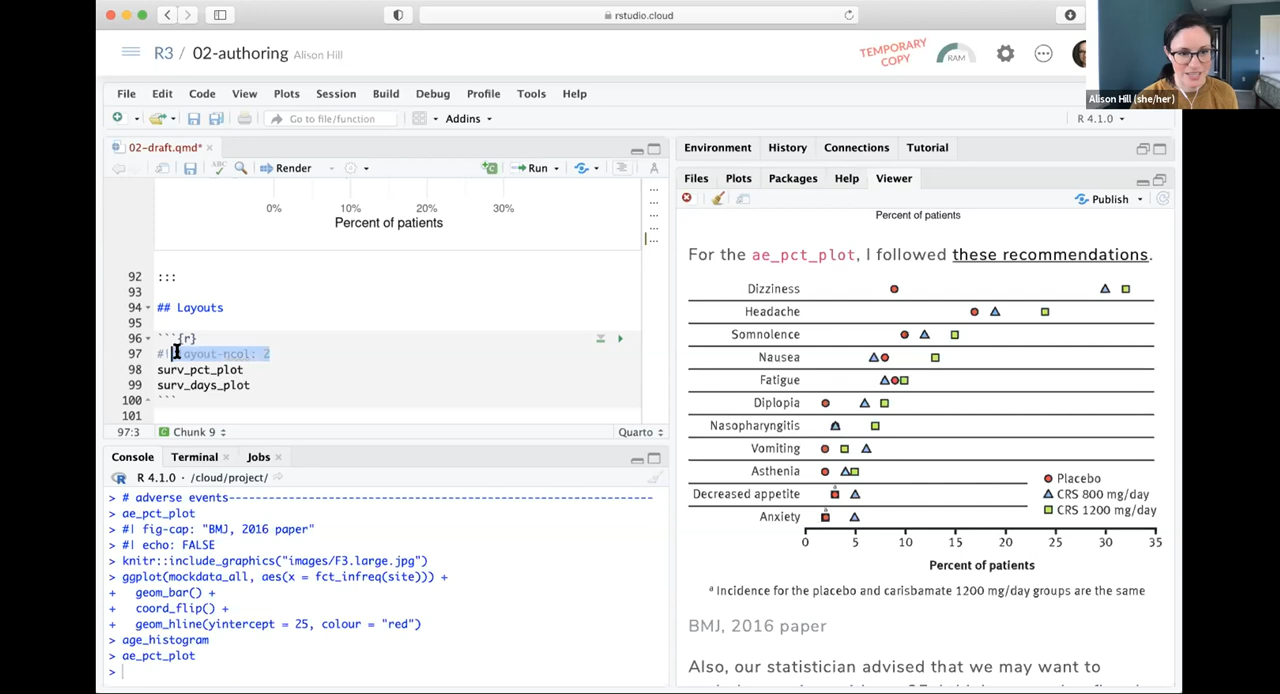 rstudio.cloud
R3 / 02-authoring Alison Hill
TEMPORARY COPY
RAM
Alison Hill (she/her)
File Edit Code View Plots Session Build Debug Profile Tools Help
Go to file/function
Addins
R 4.1.0
02-draft.qmd*
ABC
Render
Run
0% 10% 20% 30%
Percent of patients
92 :::
93
94 ## Layouts
95
96 ```{r}
97 #| layout-ncol: 2
98 surv_pct_plot
99 surv_days_plot
100 ```
101
97:3 Chunk 9 Quarto
Console Terminal Jobs
R 4.1.0 · /cloud/project/
> # adverse events-----------------------------------------------------
> ae_pct_plot
> #| fig-cap: "BMJ, 2016 paper"
> #| echo: FALSE
> knitr::include_graphics("images/F3.large.jpg")
> ggplot(mockdata_all, aes(x = fct_infreq(site))) +
+ geom_bar() +
+ coord_flip() +
+ geom_hline(yintercept = 25, colour = "red")
> age_histogram
> ae_pct_plot
>
Environment History Connections Tutorial
Files Plots Packages Help Viewer
Publish
Percent of patients
For the ae_pct_plot, I followed these recommendations.
Dizziness
Headache
Somnolence
Nausea
Fatigue
Diplopia
Nasopharyngitis
Vomiting
Asthenia
Decreased appetite
Anxiety
a
a
Placebo
CRS 800 mg/day
CRS 1200 mg/day
0 5 10 15 20 25 30 35
Percent of patients
a Incidence for the placebo and carisbamate 1200 mg/day groups are the same
BMJ, 2016 paper
Also, our statistician advised that we may want to